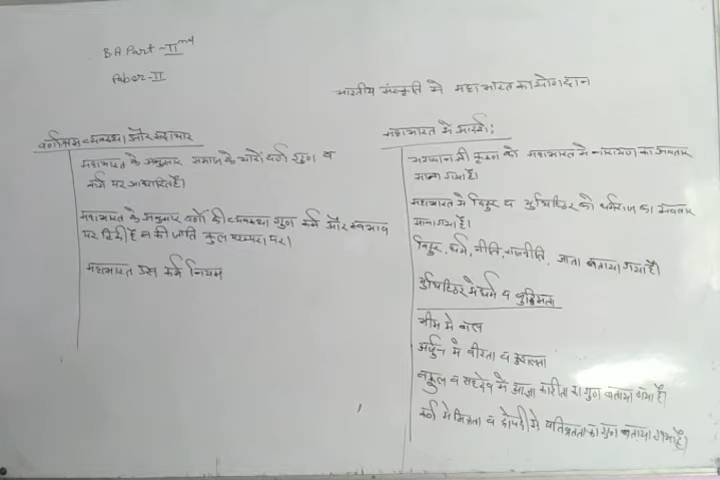 B.A Part-IInd
Paper-II
भारतीय संस्कृति मे महाभारत का योगदान
वर्णाश्रम व्यवस्था और सदाचार
महाभारत के अनुसार समाज के चारों वर्ण गुण व
कर्म पर आधारित हैं।
महाभारत के अनुसार वर्णों की व्यवस्था गुण कर्म और स्वभाव
पर टिकी है न की जाति कुल परम्परा पर।
महाभारत उस कर्म नियम
महाभारत मे आदर्श:
भगवान श्री कृष्ण को महाभारत मे नारायण का अवतार
माना गया है।
महाभारत मे विदुर व युधिष्ठिर को धर्मराज का अवतार
माना गया है।
विदुर, धर्म, नीति, राजनीति, ज्ञाता बताया गया है।
युधिष्ठिर मे धर्म व बुद्धिमता
भीम मे बल
अर्जुन मे वीरता व
नकुल व सहदेव मे आज्ञाकारिता का गुण बताया गया है।
कर्ण मे मित्रता व द्रोपदी मे पतिव्रतता का गुण बताया गया है।